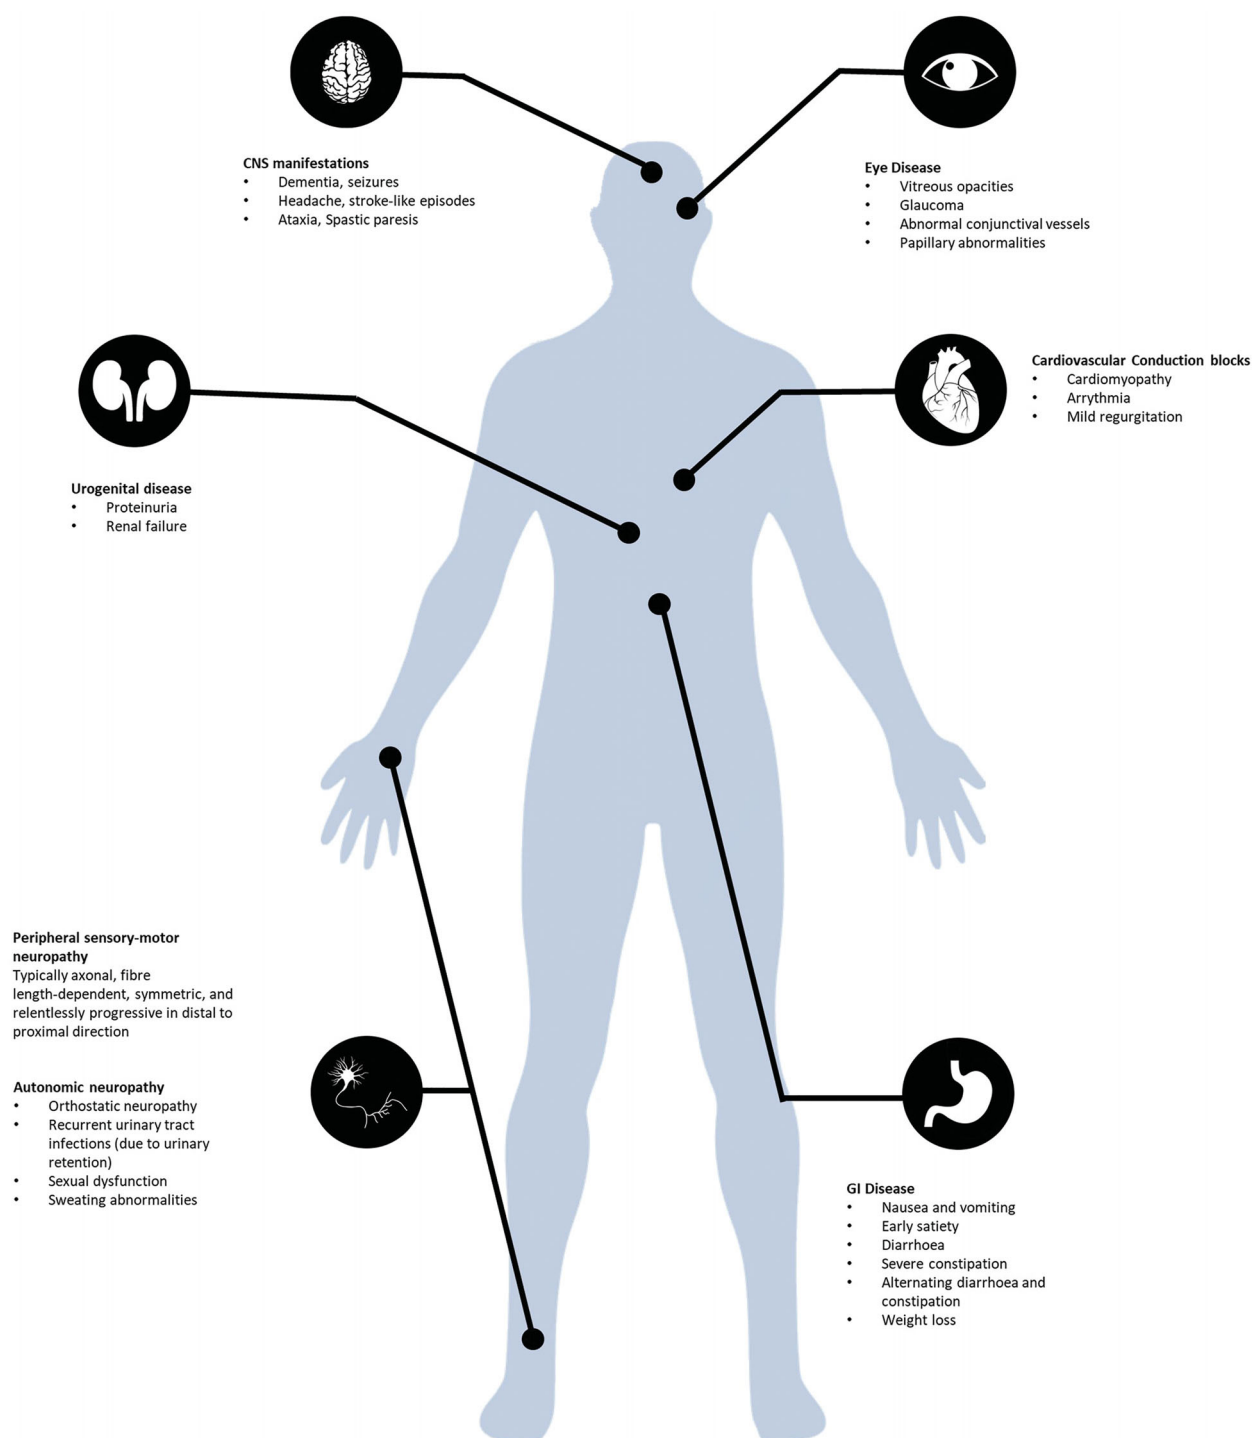 CNS manifestations
• Dementia, seizures
• Headache, stroke-like episodes
• Ataxia, Spastic paresis
Eye Disease
• Vitreous opacities
• Glaucoma
• Abnormal conjunctival vessels
• Papillary abnormalities
Cardiovascular Conduction blocks
• Cardiomyopathy
• Arrythmia
• Mild regurgitation
Urogenital disease
• Proteinuria
• Renal failure
Peripheral sensory-motor
neuropathy
Typically axonal, fibre
length-dependent, symmetric, and
relentlessly progressive in distal to
proximal direction
Autonomic neuropathy
• Orthostatic neuropathy
• Recurrent urinary tract
infections (due to urinary
retention)
• Sexual dysfunction
• Sweating abnormalities
GI Disease
• Nausea and vomiting
• Early satiety
• Diarrhoea
• Severe constipation
• Alternating diarrhoea and
constipation
• Weight loss